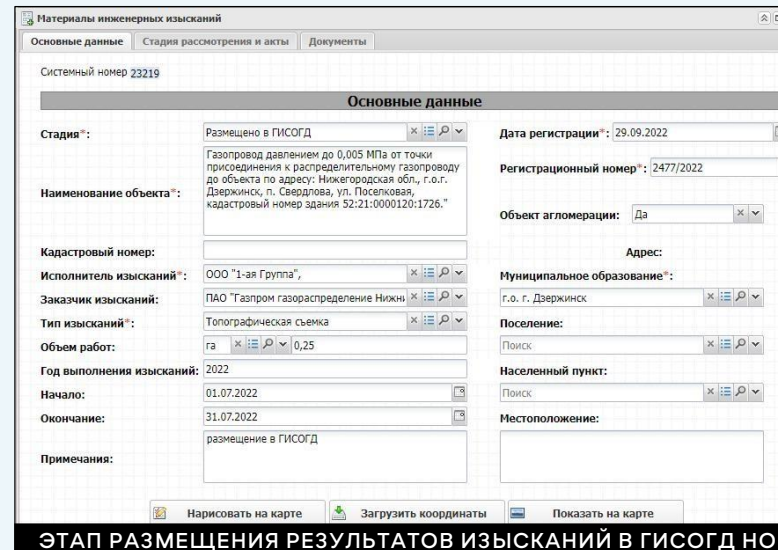 Материалы инженерных изысканий
Основные данные Стадия рассмотрения и акты Документы
Системный номер 23219
Основные данные
Стадия*: Размещено в ГИСОГД Дата регистрации*: 29.09.2022
Наименование объекта*: Газопровод давлением до 0,005 МПа от точки
присоединения к распределительному газопроводу
до объекта по адресу: Нижегородская обл., г.о.г.
Дзержинск, п. Свердлова, ул. Поселковая,
кадастровый номер здания 52:21:0000120:1726."
Регистрационный номер*: 2477/2022
Объект агломерации: Да
Кадастровый номер: Адрес:
Исполнитель изысканий*: ООО "1-ая Группа", Муниципальное образование*:
Заказчик изысканий: ПАО "Газпром газораспределение Нижни г.о. г. Дзержинск
Тип изысканий*: Топографическая съемка Поселение:
Объем работ: га 0,25 Поиск
Год выполнения изысканий: 2022 Населенный пункт:
Начало: 01.07.2022 Поиск
Окончание: 31.07.2022 Местоположение:
Примечания: размещение в ГИСОГД
Нарисовать на карте Загрузить координаты Показать на карте
ЭТАП РАЗМЕЩЕНИЯ РЕЗУЛЬТАТОВ ИЗЫСКАНИЙ В ГИСОГД НО